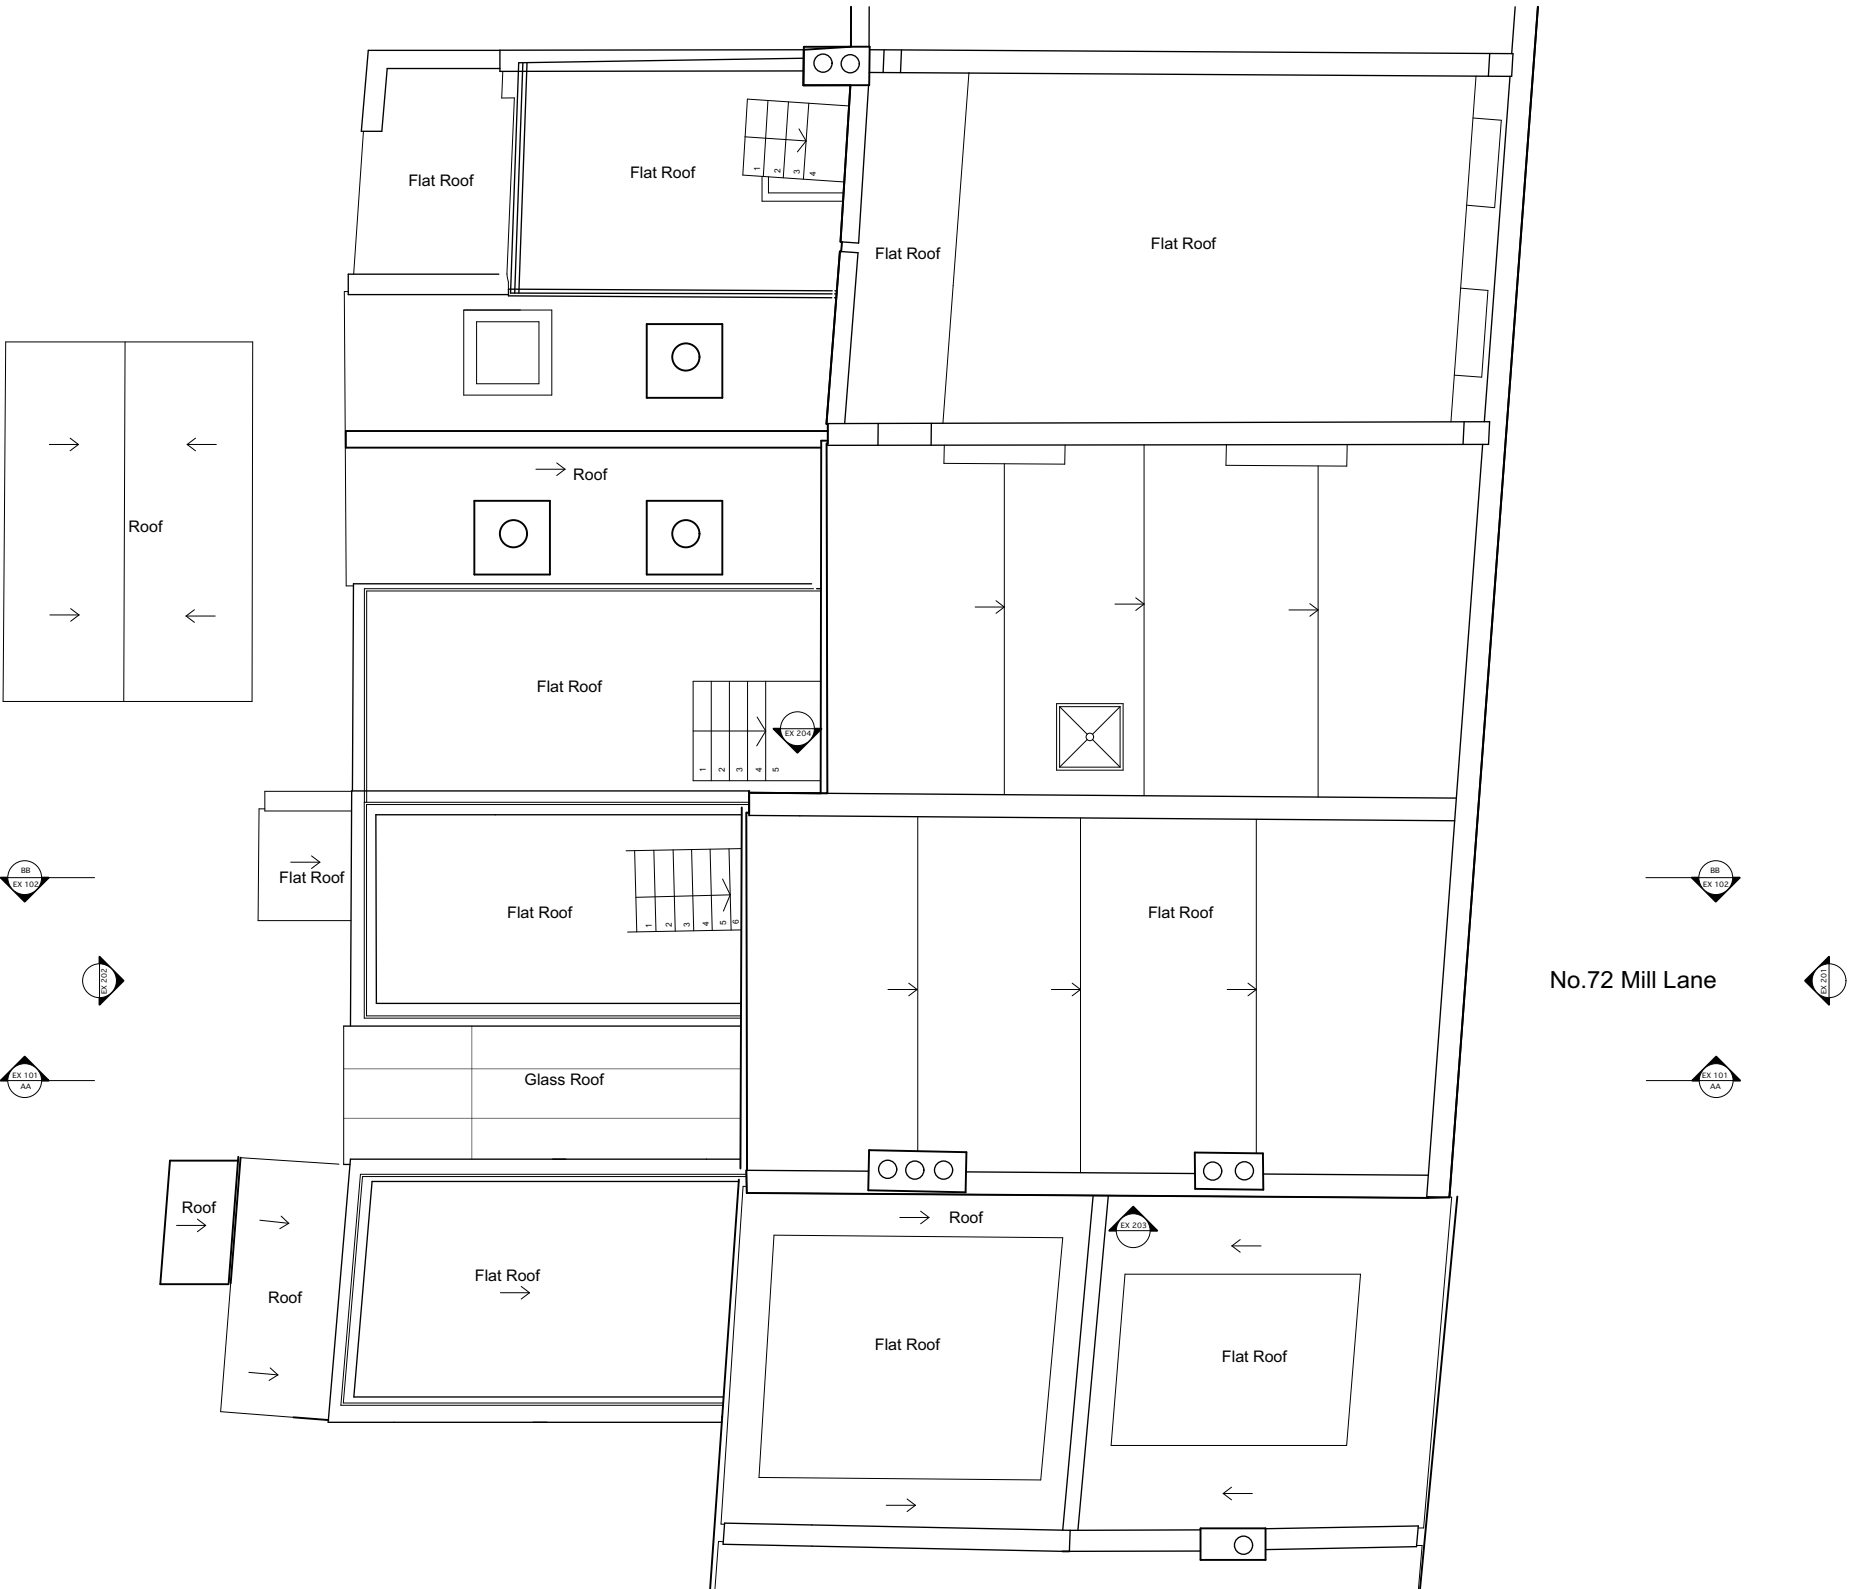 Flat Roof
Flat Roof
1
2
3
4
Flat Roof
Flat Roof
Roof
Roof
Flat Roof
EX 204
1
2
3
4
5
Flat Roof
BB
EX 102
Flat Roof
1
2
3
4
5
6
Flat Roof
BB
EX 102
EX 202
No.72 Mill Lane
EX 201
EX 101
AA
Glass Roof
EX 101
AA
Roof
Roof
EX 203
Flat Roof
Roof
Flat Roof
Flat Roof